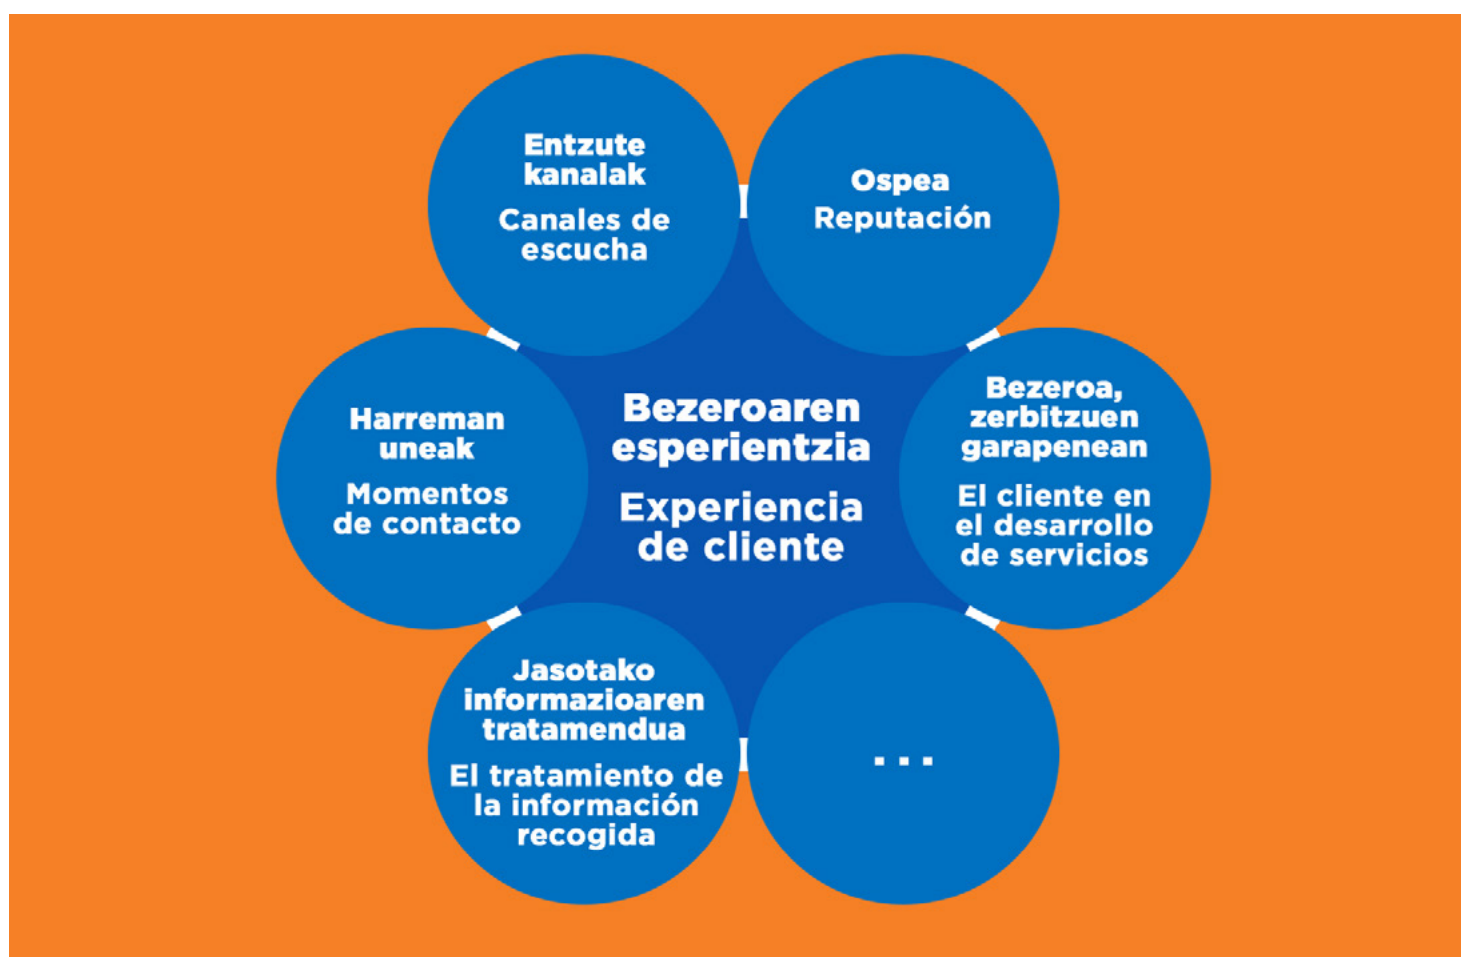 Entzute
kanalak
Canales de
escucha
Ospea
Reputación
Harreman
uneak
Momentos
de contacto
Bezeroaren
esperientzia
Experiencia
de cliente
Bezeroa,
zerbitzuen
garapenean
El cliente en
el desarrollo
de servicios
Jasotako
informazioaren
tratamendua
El tratamiento de
la información
recogida
...